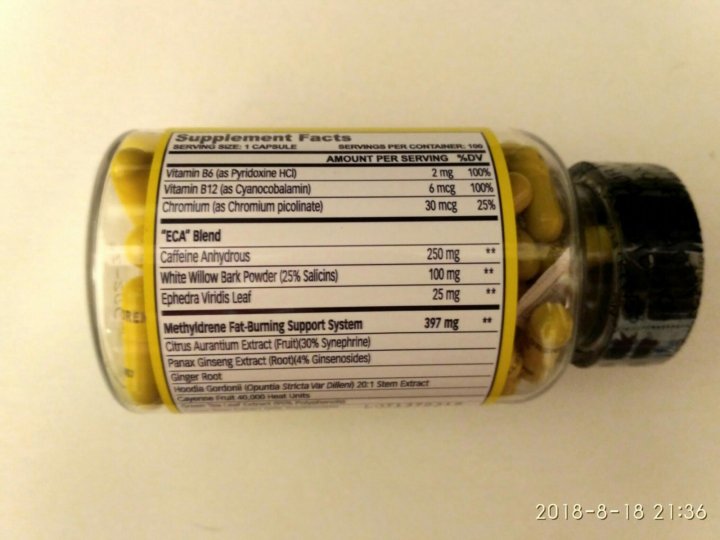 Supplement Facts
SERVING SIZE: 1 CAPSULE SERVINGS PER CONTAINER: 100
AMOUNT PER SERVING %DV
Vitamin B6 (as Pyridoxine HCl) 2 mg 100%
Vitamin B12 (as Cyanocobalamin) 6 mcg 100%
Chromium (as Chromium picolinate) 30 mcg 25%
"ECA" Blend
Caffeine Anhydrous 250 mg **
White Willow Bark Powder (25% Salicins) 100 mg **
Ephedra Viridis Leaf 25 mg **
Methyldrene Fat-Burning Support System 397 mg **
Citrus Aurantium Extract (Fruit)(30% Synephrine)
Panax Ginseng Extract (Root)(4% Ginsenosides)
Ginger Root
Hoodia Gordonii (Opuntia Stricta Var Dilleni) 20:1 Stem Extract
Cayenne Fruit 40,000 Heat Units
Green Tea Leaf Extract
2018-8-18 21:36